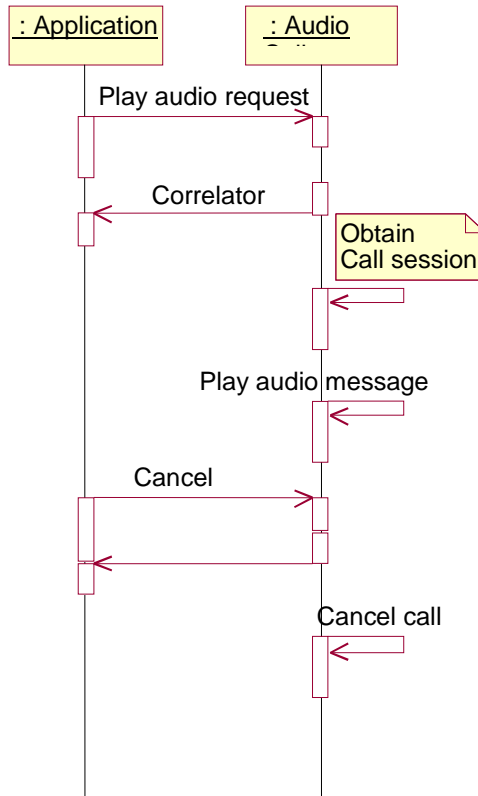 : Application
: Audio
Play audio request
Correlator
Obtain
Call session
Play audio message
Cancel
Cancel call